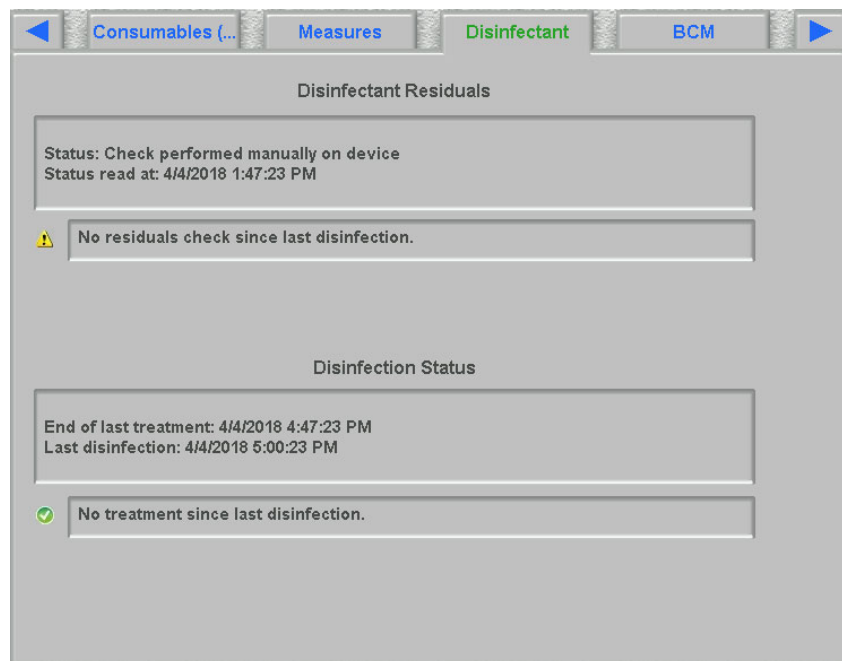 Consumables (...
Measures
Disinfectant
BCM
Disinfectant Residuals
Status: Check performed manually on device
Status read at: 4/4/2018 1:47:23 PM
No residuals check since last disinfection.
Disinfection Status
End of last treatment: 4/4/2018 4:47:23 PM
Last disinfection: 4/4/2018 5:00:23 PM
No treatment since last disinfection.